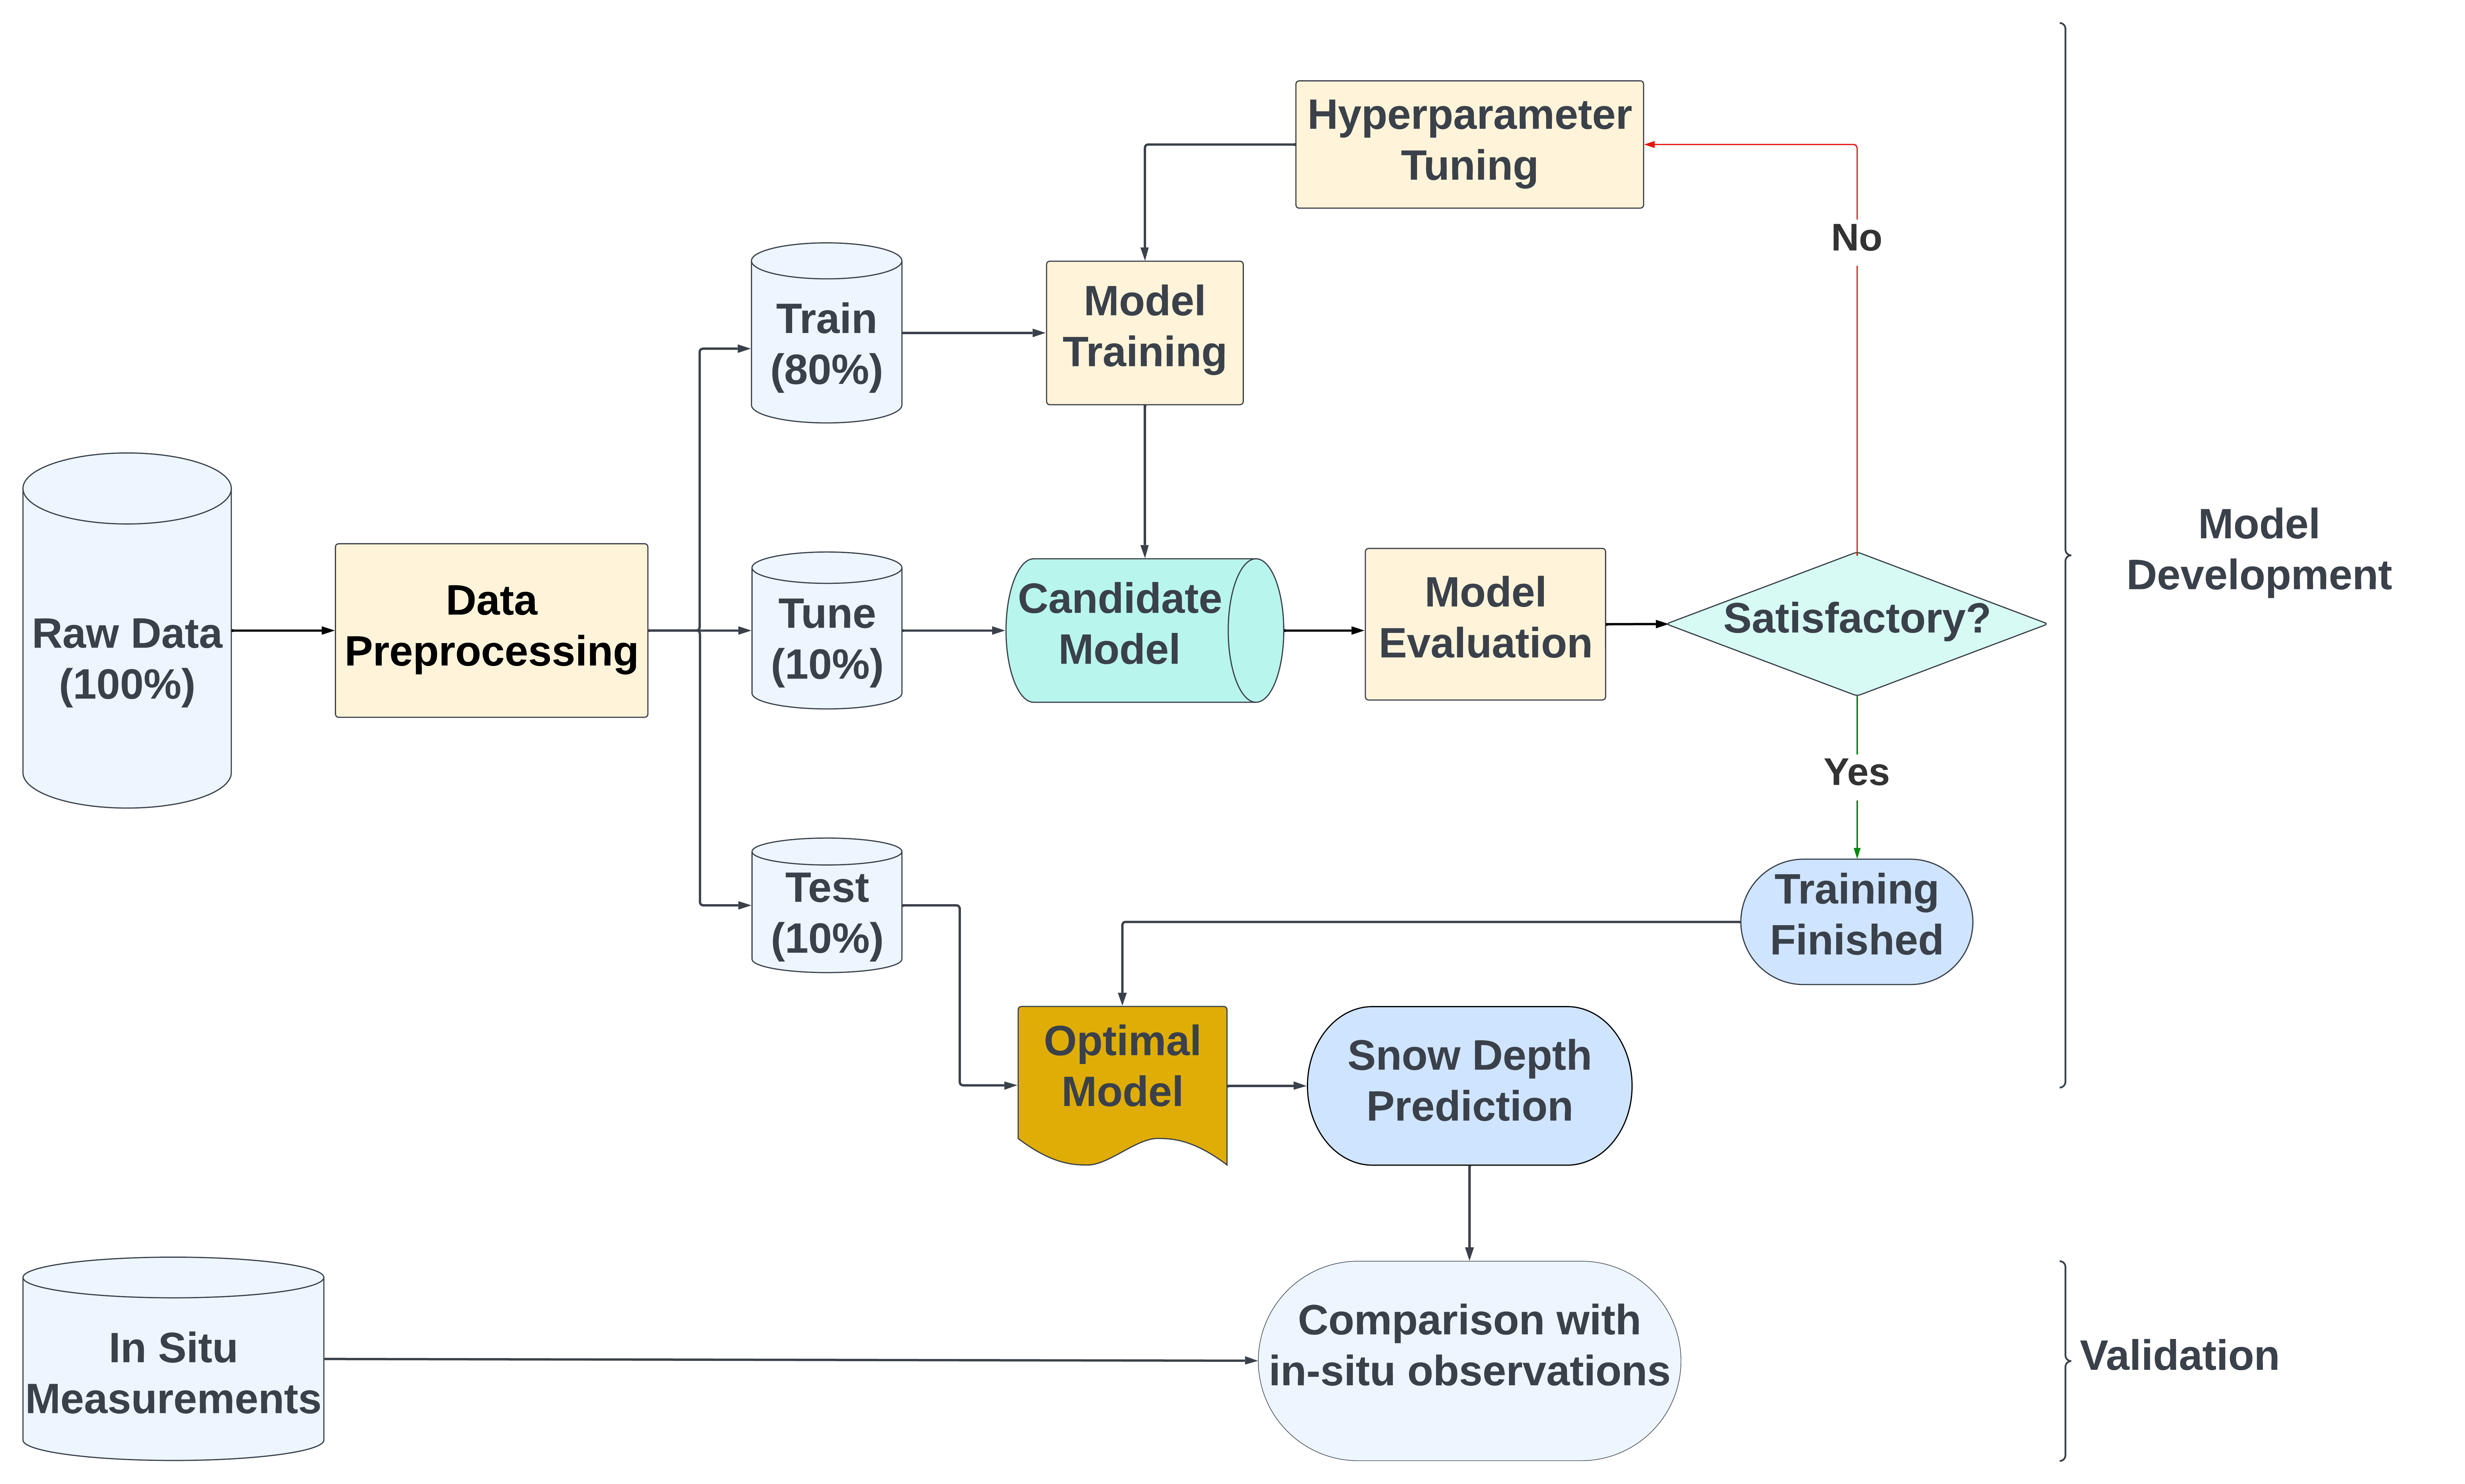 Hyperparameter
Tuning
No
Train
(80%)
Model
Training
Raw Data
(100%)
Data
Preprocessing
Tune
(10%)
Candidate
Model
Model
Evaluation
Satisfactory?
Model
Development
Yes
Test
(10%)
Training
Finished
Optimal
Model
Snow Depth
Prediction
In Situ
Measurements
Comparison with
in-situ observations
Validation